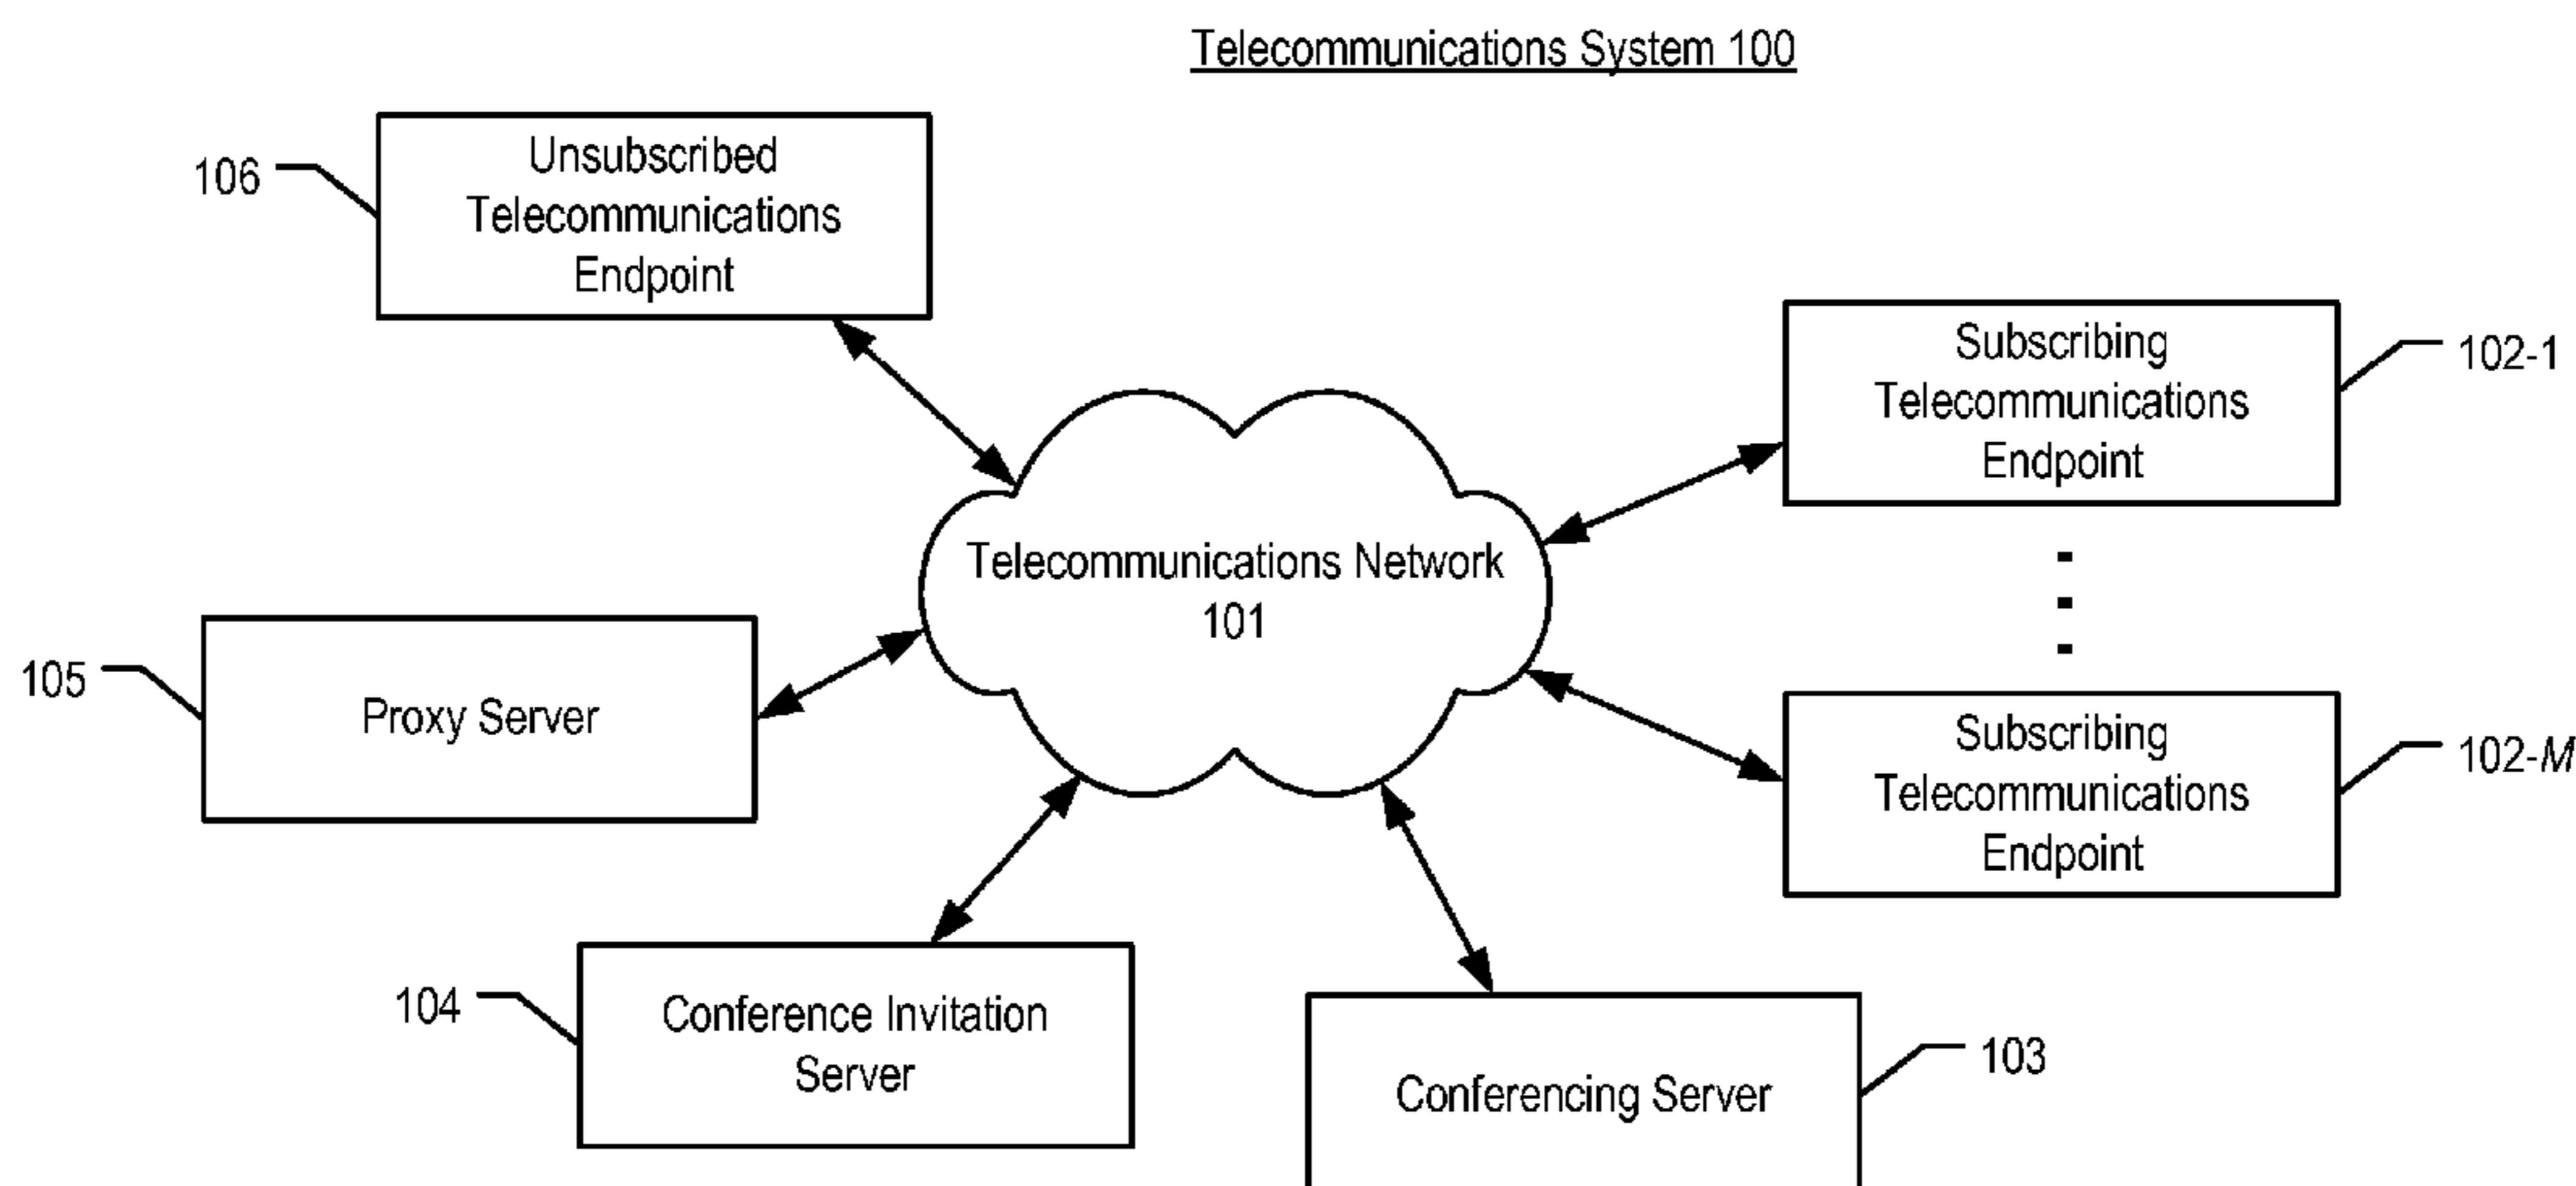 Telecommunications System 100
106
Unsubscribed
Telecommunications
Endpoint
Subscribing
Telecommunications
Endpoint
102-1
Telecommunications Network
101
105
Proxy Server
Subscribing
Telecommunications
Endpoint
102-M
104
Conference Invitation
Server
Conferencing Server
103